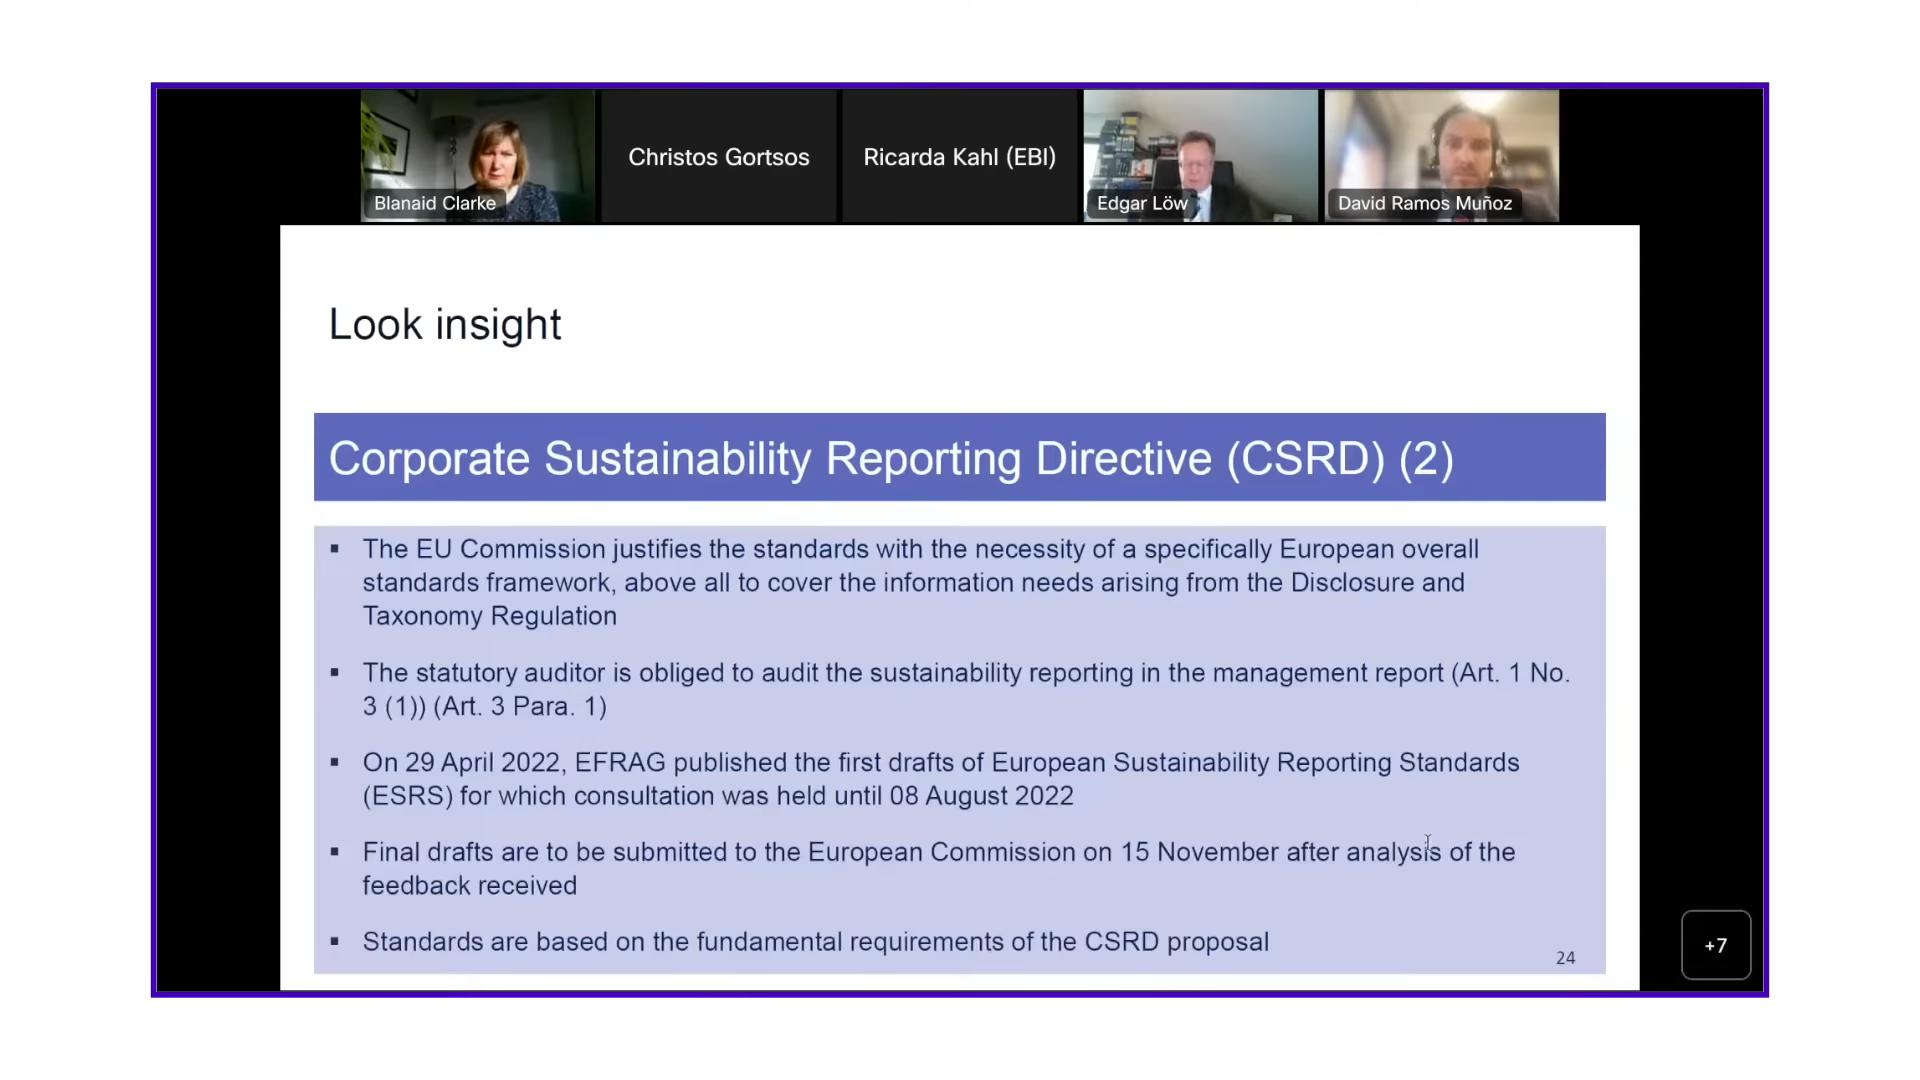 Blanaid Clarke
Christos Gortsos
Ricarda Kahl (EBI)
Edgar Löw
David Ramos Muñoz
Look insight
Corporate Sustainability Reporting Directive (CSRD) (2)
▪ The EU Commission justifies the standards with the necessity of a specifically European overall
standards framework, above all to cover the information needs arising from the Disclosure and
Taxonomy Regulation
▪ The statutory auditor is obliged to audit the sustainability reporting in the management report (Art. 1 No.
3 (1)) (Art. 3 Para. 1)
▪ On 29 April 2022, EFRAG published the first drafts of European Sustainability Reporting Standards
(ESRS) for which consultation was held until 08 August 2022
▪ Final drafts are to be submitted to the European Commission on 15 November after analysis of the
feedback received
▪ Standards are based on the fundamental requirements of the CSRD proposal
24
+7